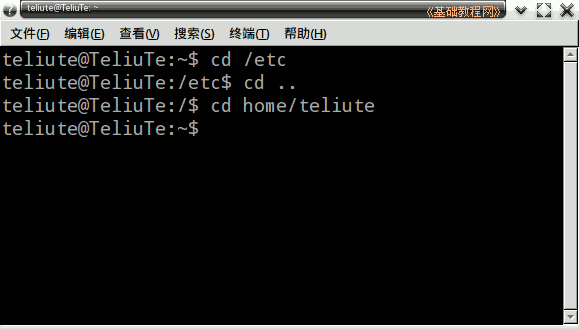 teliute@TeliuTe: ~
《基础教程网》
文件(F) 编辑(E) 查看(V) 搜索(S) 终端(T) 帮助(H)
teliute@TeliuTe:~$ cd /etc
teliute@TeliuTe:/etc$ cd ..
teliute@TeliuTe:/$ cd home/teliute
teliute@TeliuTe:~$